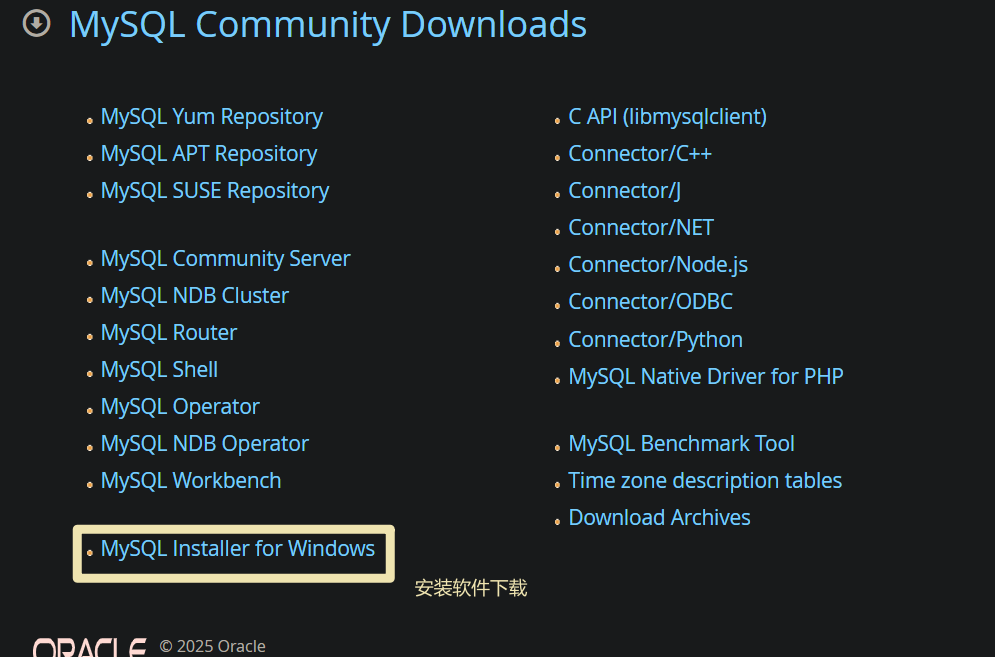 MySQL Community Downloads
MySQL Yum Repository
MySQL APT Repository
MySQL SUSE Repository
MySQL Community Server
MySQL NDB Cluster
MySQL Router
MySQL Shell
MySQL Operator
MySQL NDB Operator
MySQL Workbench
MySQL Installer for Windows
安装软件下载
C API (libmysqlclient)
Connector/C++
Connector/J
Connector/NET
Connector/Node.js
Connector/ODBC
Connector/Python
MySQL Native Driver for PHP
MySQL Benchmark Tool
Time zone description tables
Download Archives
ORACLE © 2025 Oracle